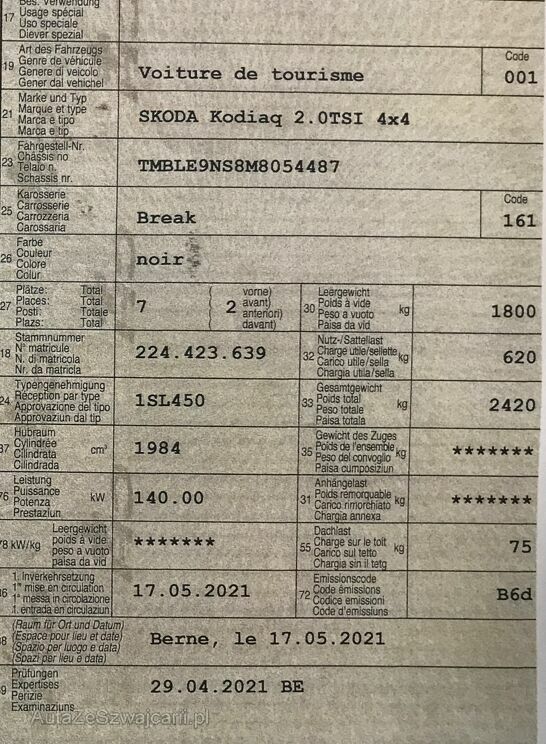 Bes. Verwendung
17 Usage spécial
Uso speciale
Diever spezial
19 Art des Fahrzeugs
Genre de véhicule
Genere di veicolo
Gener dal vehichel
Voiture de tourisme
Code
001
21 Marke und Typ
Marque et type
Marca e tipo
Marca e tip
SKODA Kodiaq 2.0TSI 4x4
23 Fahrgestell-Nr.
Châssis no
Telaio n.
Schassis nr.
TMBLE9NS8M8054487
25 Karosserie
Carrosserie
Carrozzeria
Carossaria
Break
Code
161
26 Farbe
Couleur
Colore
Colur
noir
27 Plätze: Total
Places: Total
Posti: Totale
Plazs: Total
7
( vorne)
( 2 avant)
( anteriori)
( davant)
30 Leergewicht
Poids à vide
Peso a vuoto
Paisa da vid
kg
1800
18 Stammnummer
N° matricule
N. di matricola
Nr. da matricla
224.423.639
32 Nutz-/Sattellast
Charge utile/sellette
Carico utile/sella
Chargia utila/sella
kg
620
24 Typengenehmigung
Réception par type
Approvazione del tipo
Approvaziun dal tip
1SL450
33 Gesamtgewicht
Poids total
Peso totale
Paisa totala
kg
2420
37 Hubraum
Cylindrée
Cilindrata
Cilindrada
cm³
1984
35 Gewicht des Zuges
Poids de l'ensemble
Peso del convoglio
Paisa cumposiziun
kg
*******
76 Leistung
Puissance
Potenza
Prestaziun
kW
140.00
31 Anhängelast
Poids remorquable
Carico rimorchiato
Chargia annexa
kg
*******
78 kW/kg
Leergewicht
poids à vide
peso a vuoto
paisa da vid
*******
55 Dachlast
Charge sur le toit
Carico sul tetto
Chargia sin il tetg
kg
75
36 1. Inverkehrsetzung
1re mise en circulation
1a messa in circolazione
1. entrada en circulaziun
17.05.2021
72 Emissionscode
Code émissions
Codice emissioni
Code d'emissiuns
B6d
38 (Raum für Ort und Datum)
(Espace pour lieu et date)
(Spazio per luogo e data)
(Spazi per lieu e data)
Berne, le 17.05.2021
39 Prüfungen
Expertises
Perizie
Examinaziuns
29.04.2021 BE
AutaZeSzwajcarii.pl